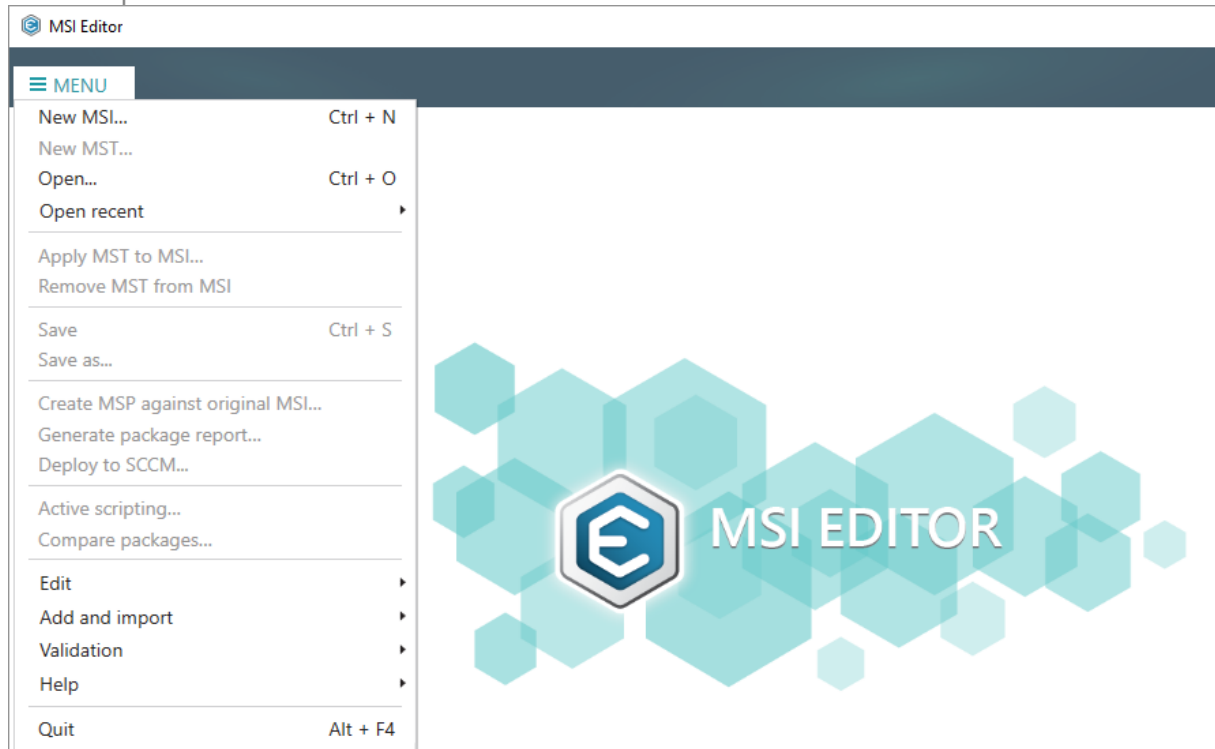 MSI Editor
MENU
New MSI... Ctrl + N
New MST...
Open... Ctrl + O
Open recent
Apply MST to MSI...
Remove MST from MSI
Save Ctrl + S
Save as...
Create MSP against original MSI...
Generate package report...
Deploy to SCCM...
Active scripting...
Compare packages...
Edit
Add and import
Validation
Help
Quit Alt + F4
MSI EDITOR